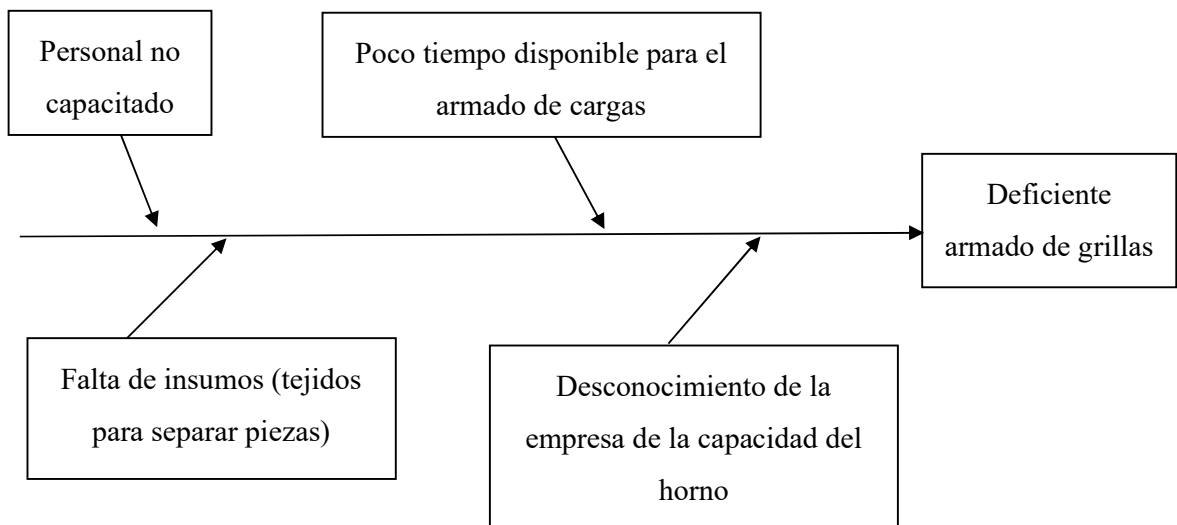 Personal no
capacitado
Poco tiempo disponible para el
armado de cargas
Deficiente
armado de grillas
Falta de insumos (tejidos
para separar piezas)
Desconocimiento de la
empresa de la capacidad del
horno